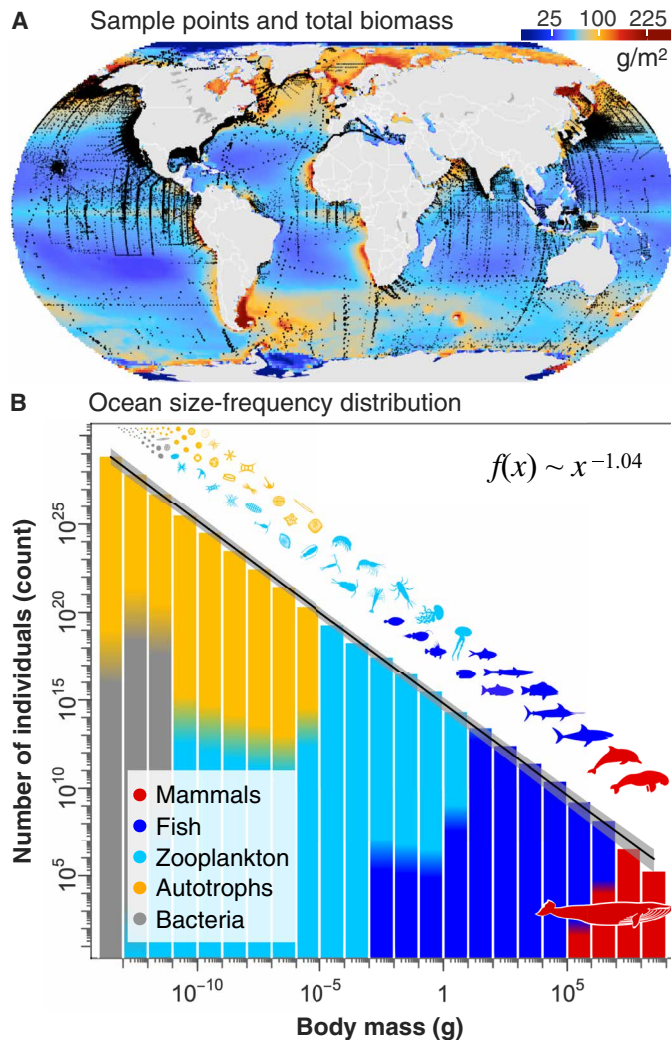 A Sample points and total biomass
25 100 225
g/m²
B Ocean size-frequency distribution
f(x) ~ x^−1.04
Number of individuals (count)
10^25
10^20
10^15
10^10
10^5
Mammals
Fish
Zooplankton
Autotrophs
Bacteria
10^−10 10^−5 1 10^5
Body mass (g)